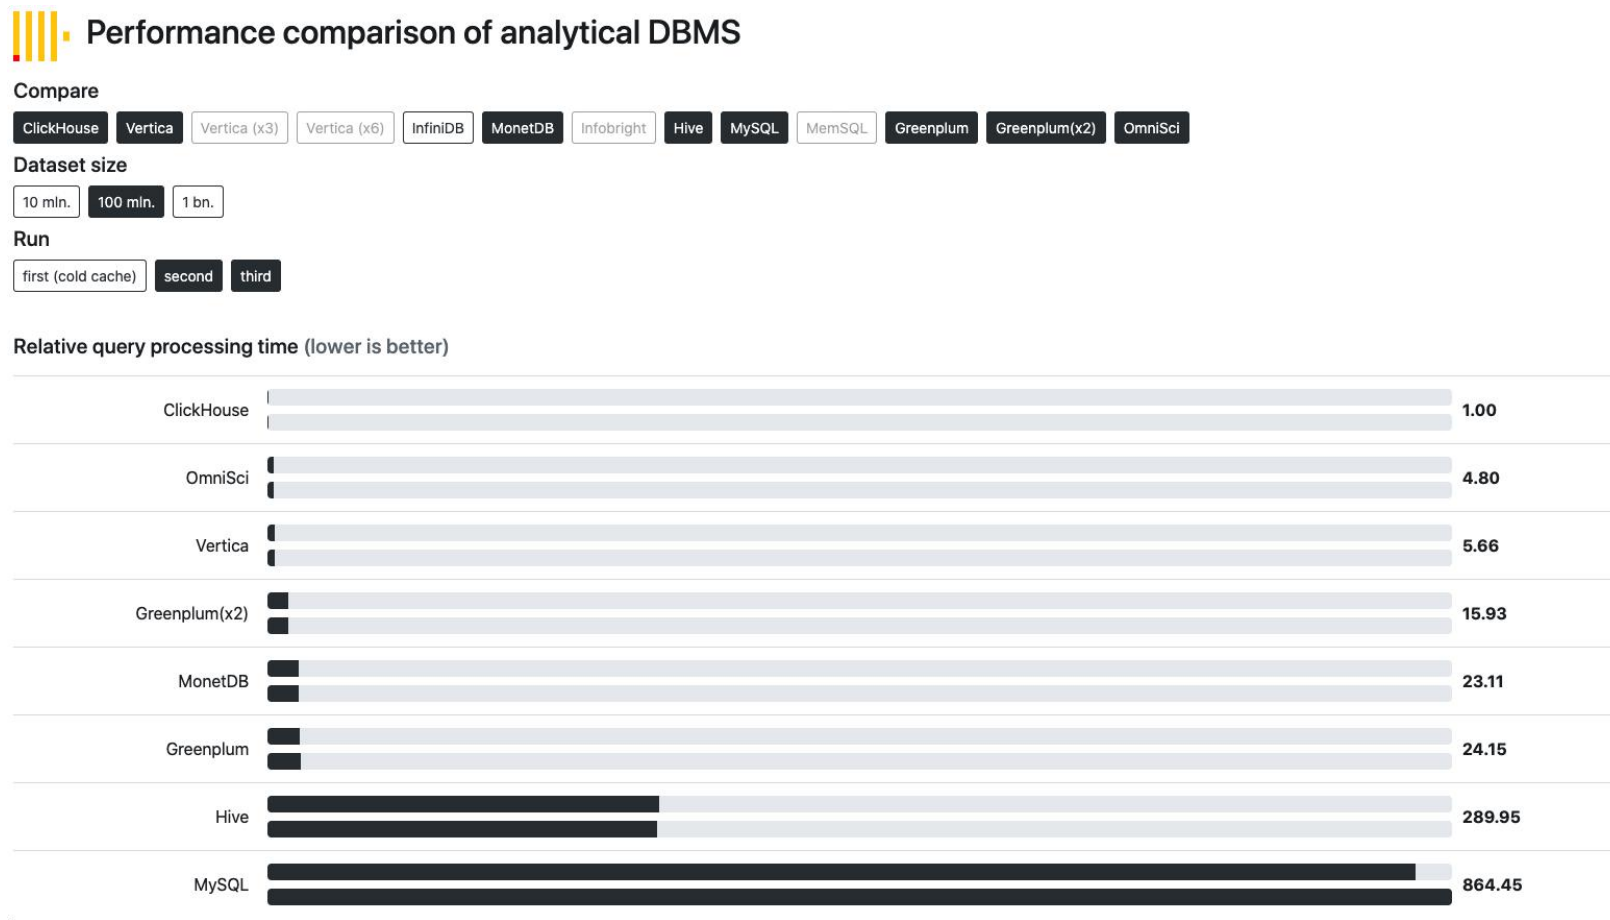 Performance comparison of analytical DBMS
Compare
ClickHouse Vertica Vertica (x3) Vertica (x6) InfiniDB MonetDB Infobright Hive MySQL MemSQL Greenplum Greenplum(x2) OmniSci
Dataset size
10 mln. 100 mln. 1 bn.
Run
first (cold cache) second third
Relative query processing time (lower is better)
ClickHouse 1.00
OmniSci 4.80
Vertica 5.66
Greenplum(x2) 15.93
MonetDB 23.11
Greenplum 24.15
Hive 289.95
MySQL 864.45